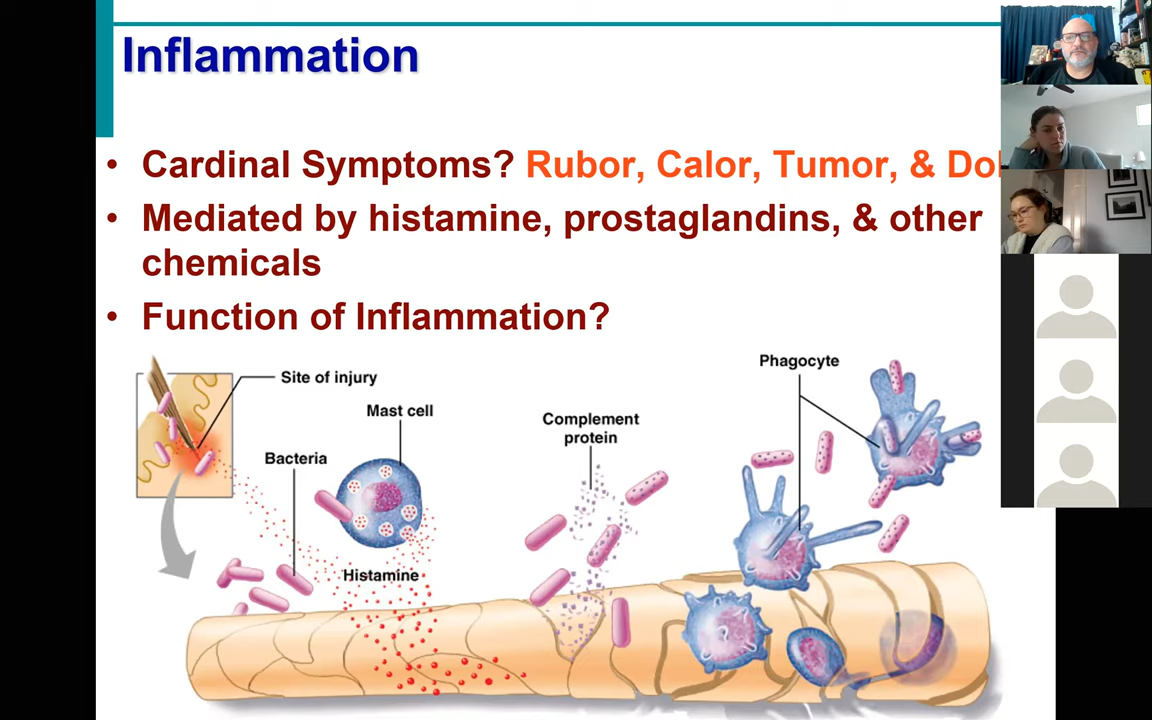 Inflammation
• Cardinal Symptoms? Rubor, Calor, Tumor, &
• Mediated by histamine, prostaglandins, & other
chemicals
• Function of Inflammation?
Phagocyte
Site of injury
Mast cell
Complement
protein
Bacteria
Histamine